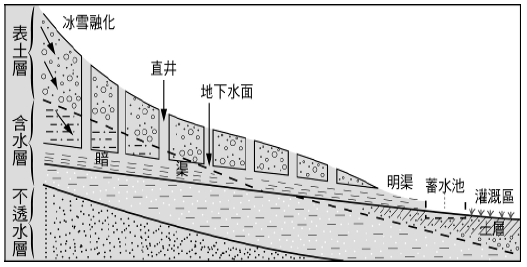 冰雪融化
表土層
直井
地下水面
含水層
暗渠
明渠
蓄水池
灌溉區
不透水層
土層